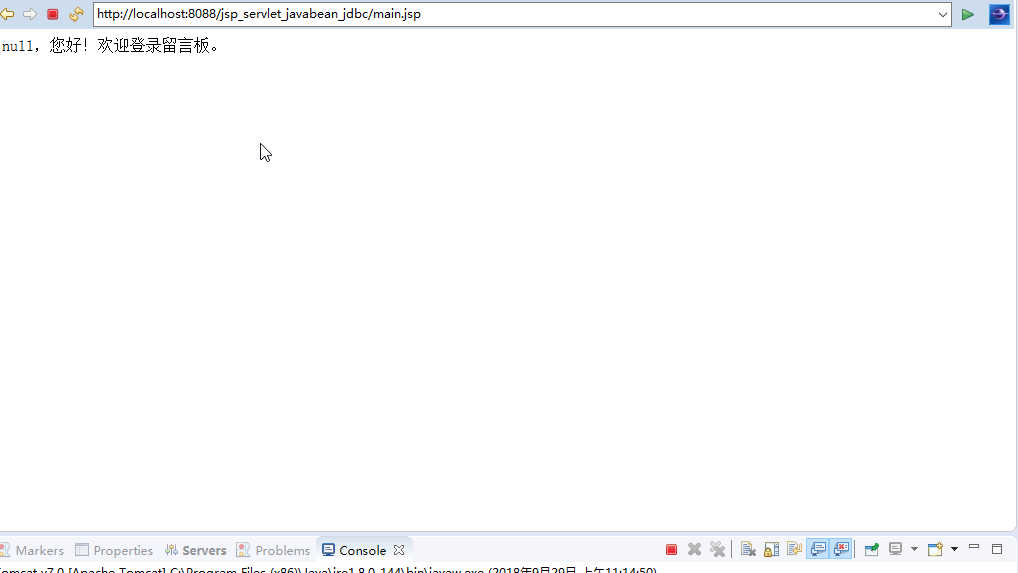 http://localhost:8088/jsp_servlet_javabean_jdbc/main.jsp
null，您好！欢迎登录留言板。
Markers Properties Servers Problems Console
Tomcat v7.0 [Apache Tomcat] C:\Program Files (x86)\Java\jre1.8.0_144\bin\javaw.exe (2018年9月29日 上午11:14:50)